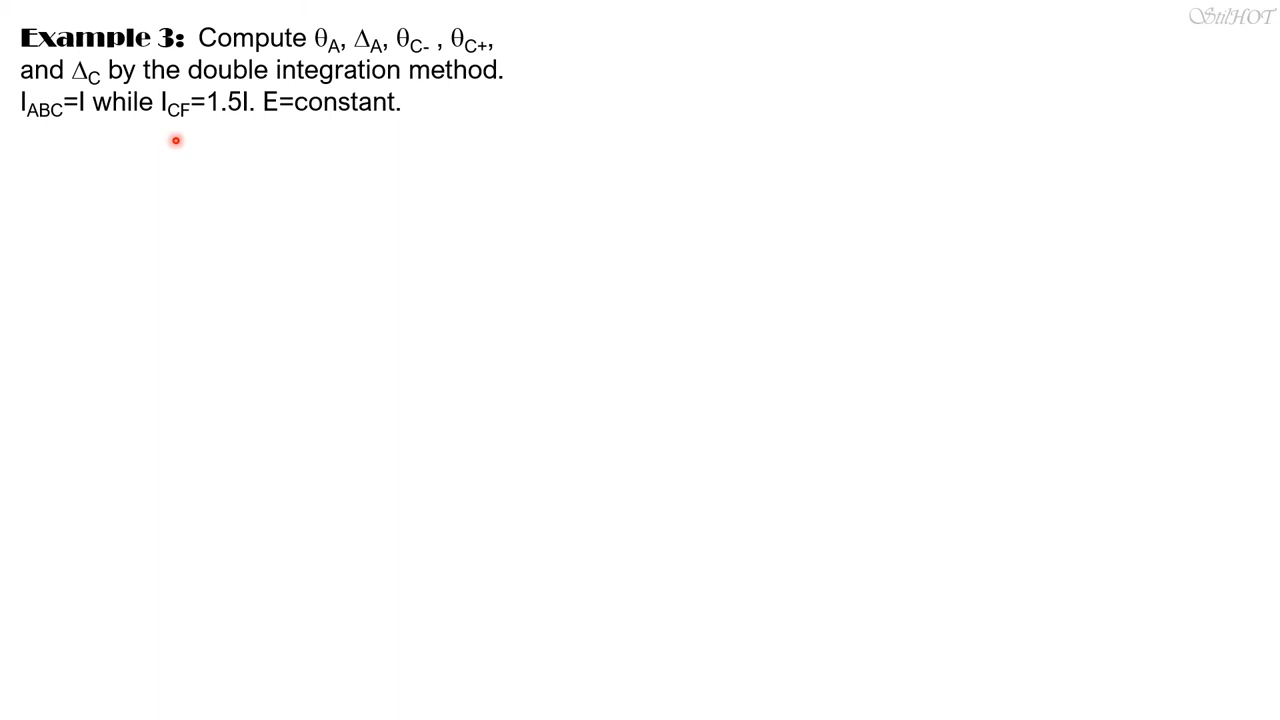 StilHOT
Example 3: Compute θA, ΔA, θC- , θC+,
and ΔC by the double integration method.
IABC=I while ICF=1.5I. E=constant.